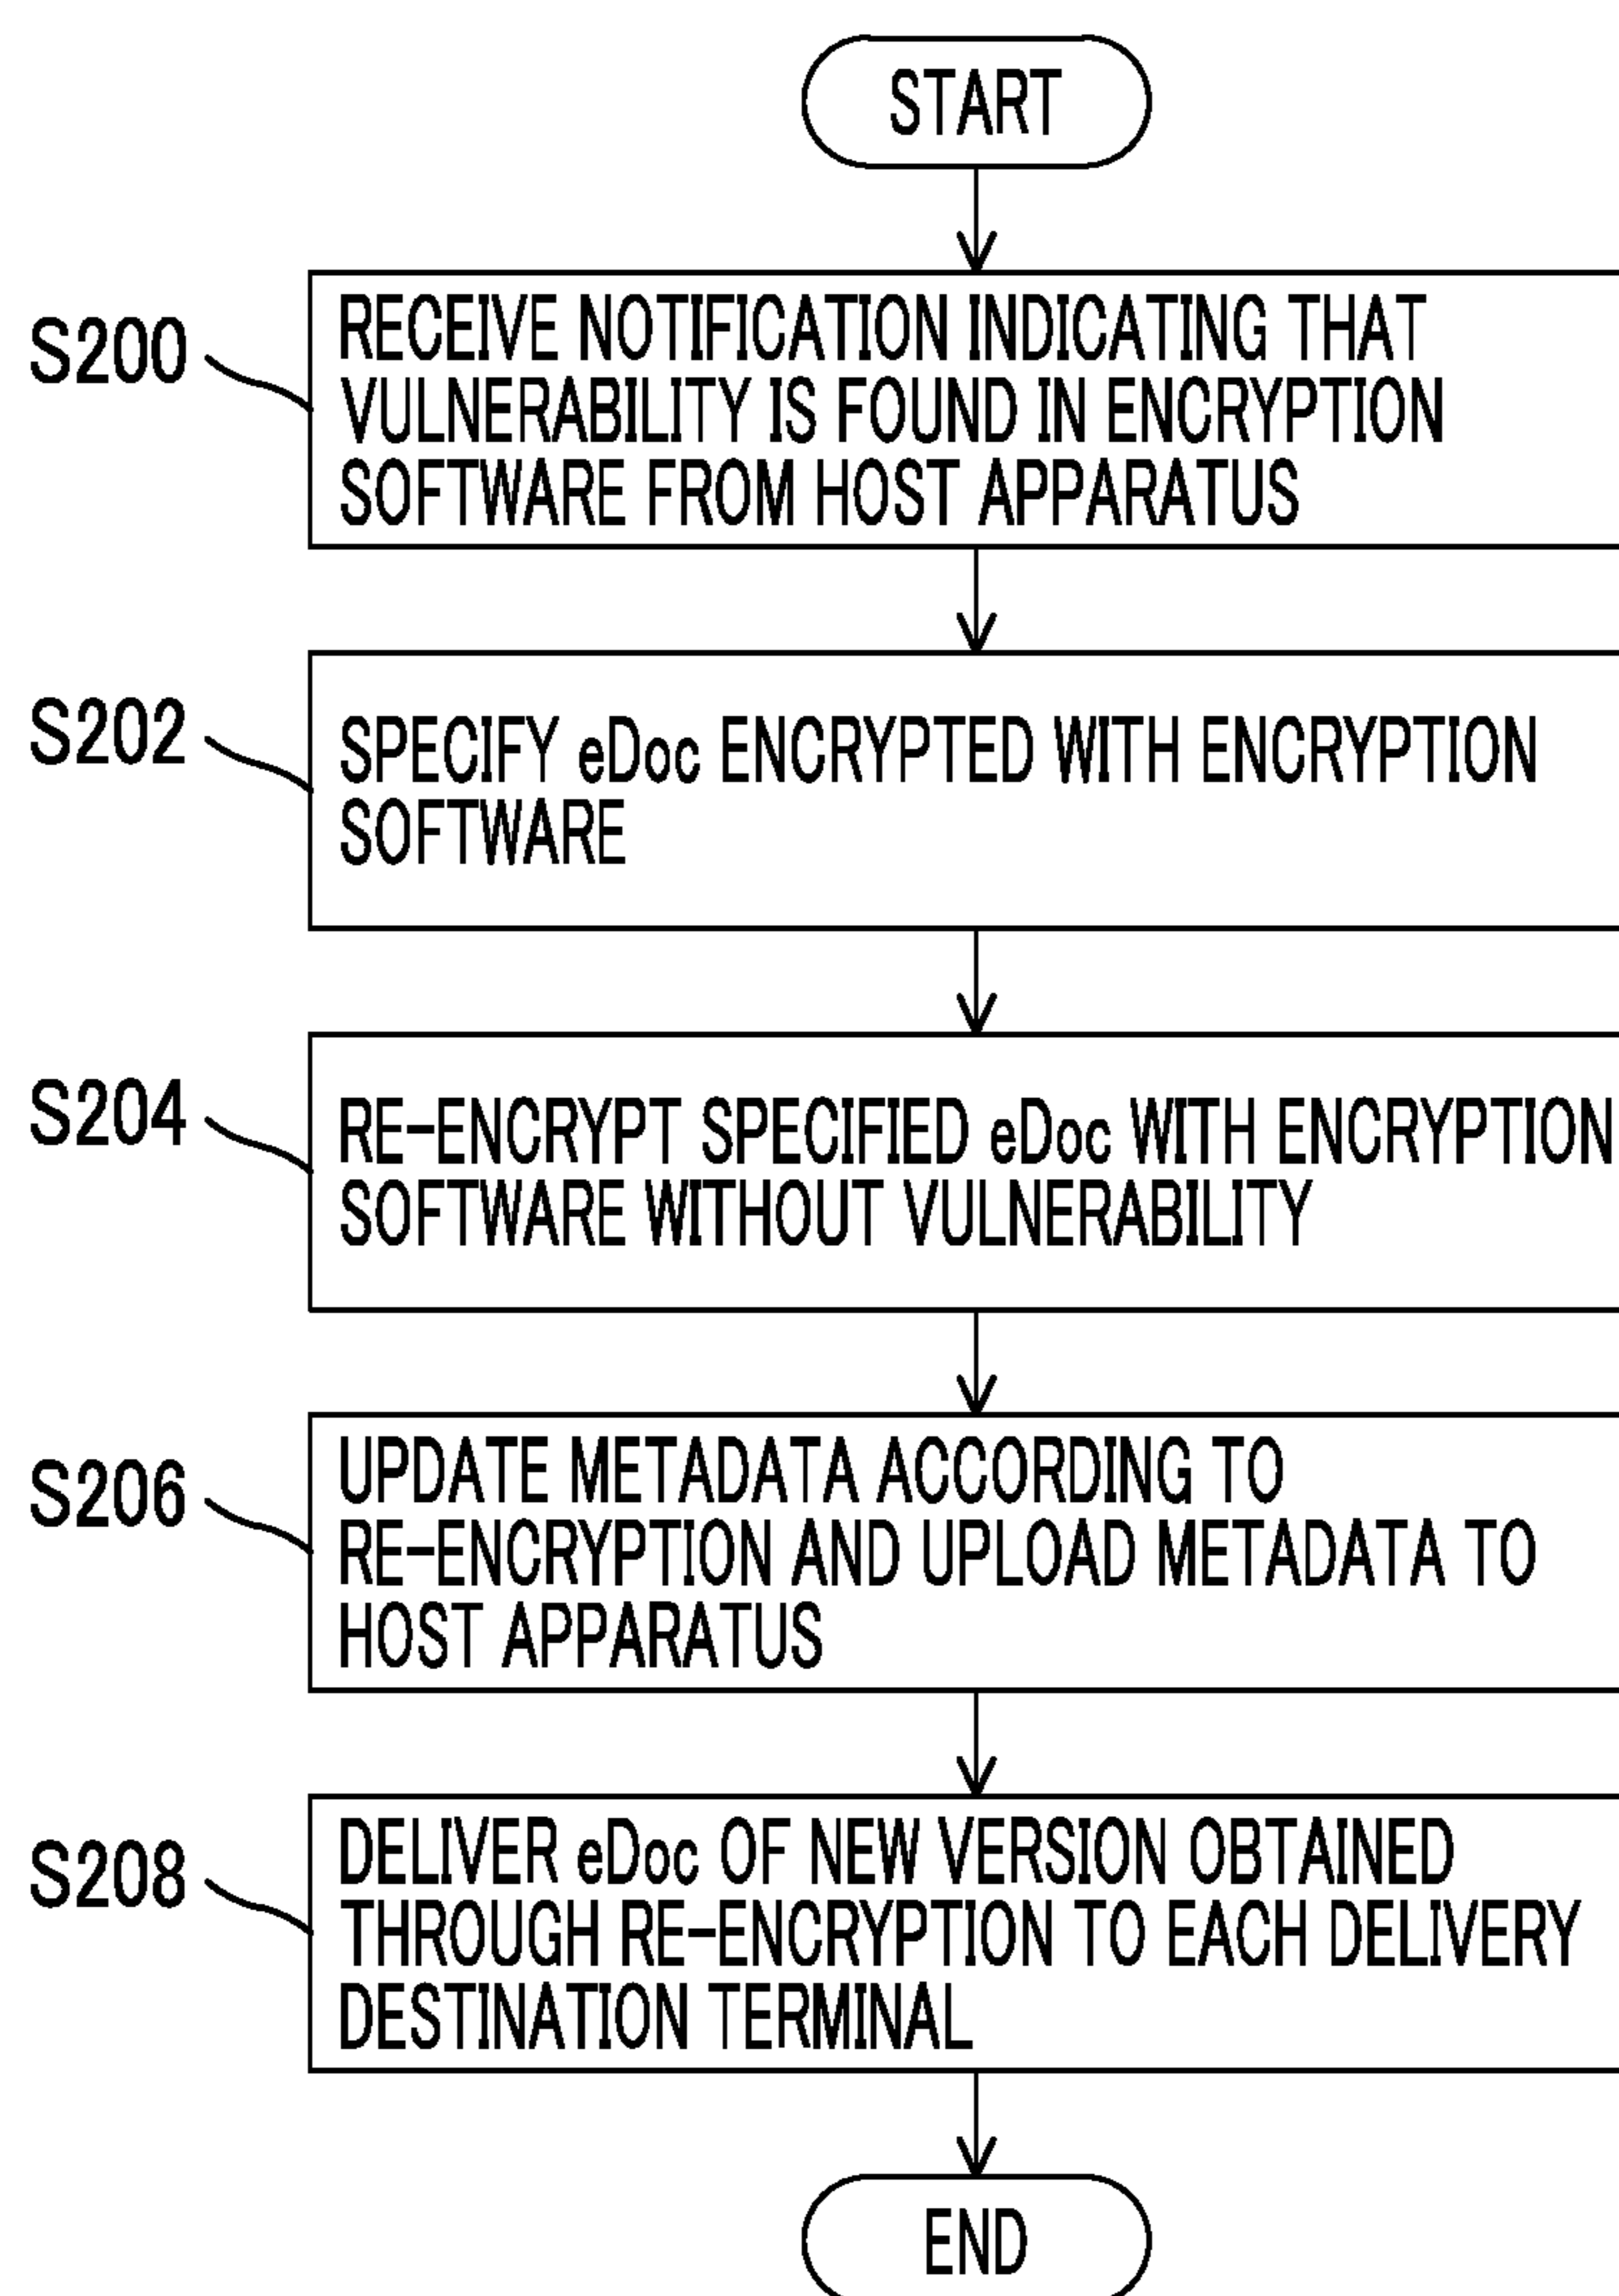 START
S200
RECEIVE NOTIFICATION INDICATING THAT
VULNERABILITY IS FOUND IN ENCRYPTION
SOFTWARE FROM HOST APPARATUS
S202
SPECIFY eDoc ENCRYPTED WITH ENCRYPTION
SOFTWARE
S204
RE-ENCRYPT SPECIFIED eDoc WITH ENCRYPTION
SOFTWARE WITHOUT VULNERABILITY
S206
UPDATE METADATA ACCORDING TO
RE-ENCRYPTION AND UPLOAD METADATA TO
HOST APPARATUS
S208
DELIVER eDoc OF NEW VERSION OBTAINED
THROUGH RE-ENCRYPTION TO EACH DELIVERY
DESTINATION TERMINAL
END